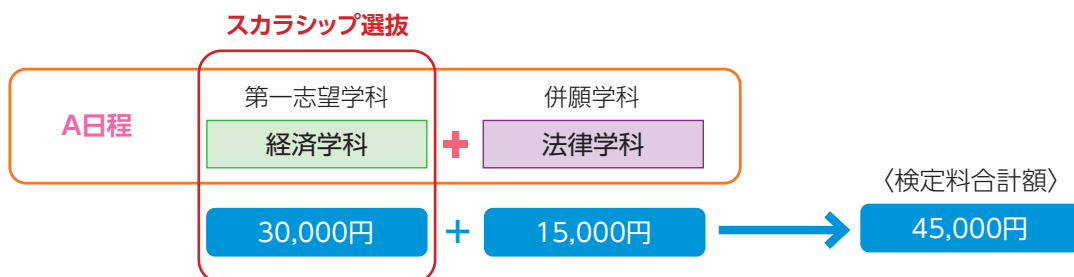 スカラシップ選抜
A日程
第一志望学科
経済学科
+
併願学科
法律学科
30,000円
+
15,000円
〈検定料合計額〉
45,000円